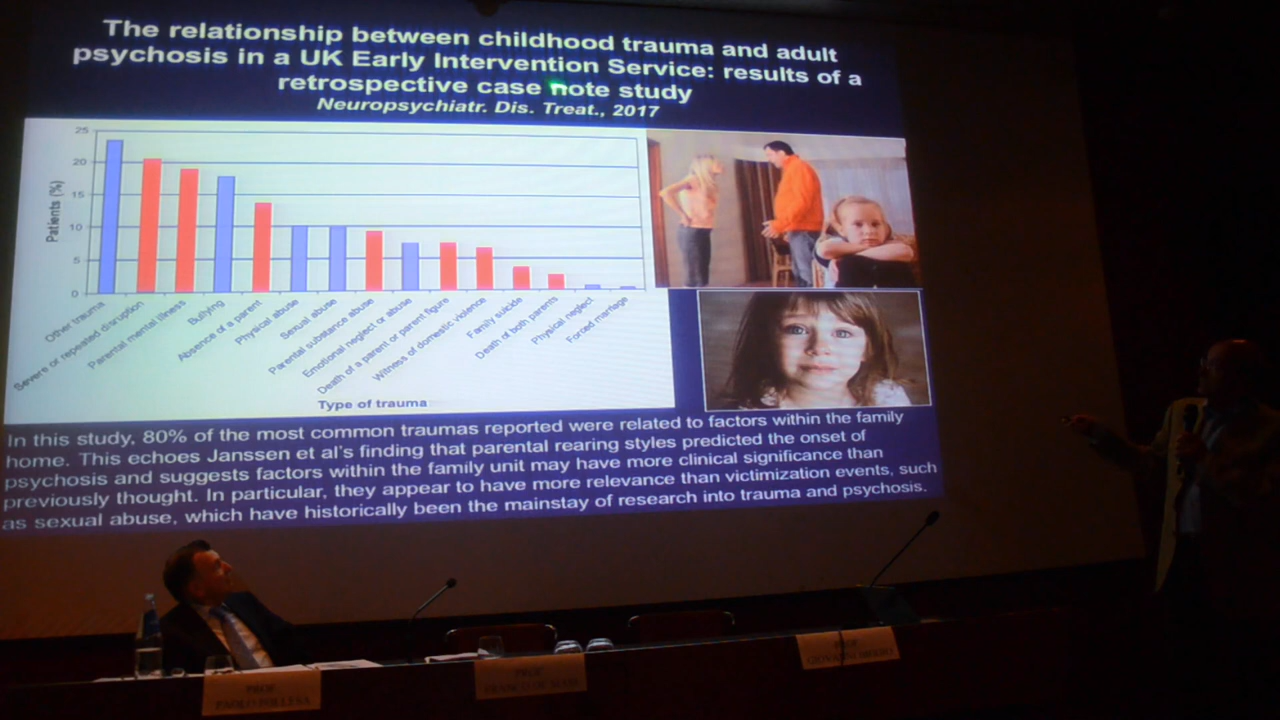 The relationship between childhood trauma and adult
psychosis in a UK Early Intervention Service: results of a
retrospective case note study
Neuropsychiatr. Dis. Treat., 2017
25
20
15
10
5
0
Patients (%)
Other trauma
Severe or repeated disruption
Parental mental illness
Bullying
Absence of a parent
Physical abuse
Sexual abuse
Parental substance abuse
Emotional neglect or abuse
Death of a parent or parent figure
Witness of domestic violence
Family suicide
Death of both parents
Physical neglect
Forced marriage
Type of trauma
In this study, 80% of the most common traumas reported were related to factors within the family
home. This echoes Janssen et al's finding that parental rearing styles predicted the onset of
psychosis and suggests factors within the family unit may have more clinical significance than
previously thought. In particular, they appear to have more relevance than victimization events, such
as sexual abuse, which have historically been the mainstay of research into trauma and psychosis.
PROF
PAOLO
PROF
PROF